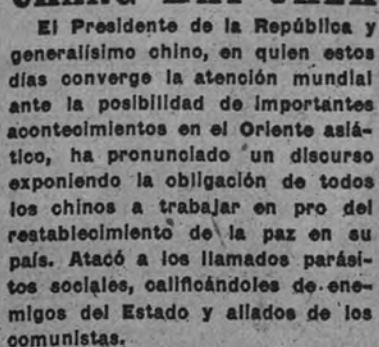 El Presidente de la República y
generalísimo chino, en quien estos
días converge la atención mundial
ante la posibilidad de importantes
acontecimientos en el Oriente asiá-
tico, ha pronunciado un discurso
exponiendo la obligación de todos
los chinos a trabajar en pro del
restablecimiento de la paz en su
país. Atacó a los llamados parási-
tos sociales, calificándoles de ene-
migos del Estado y aliados de los
comunistas.